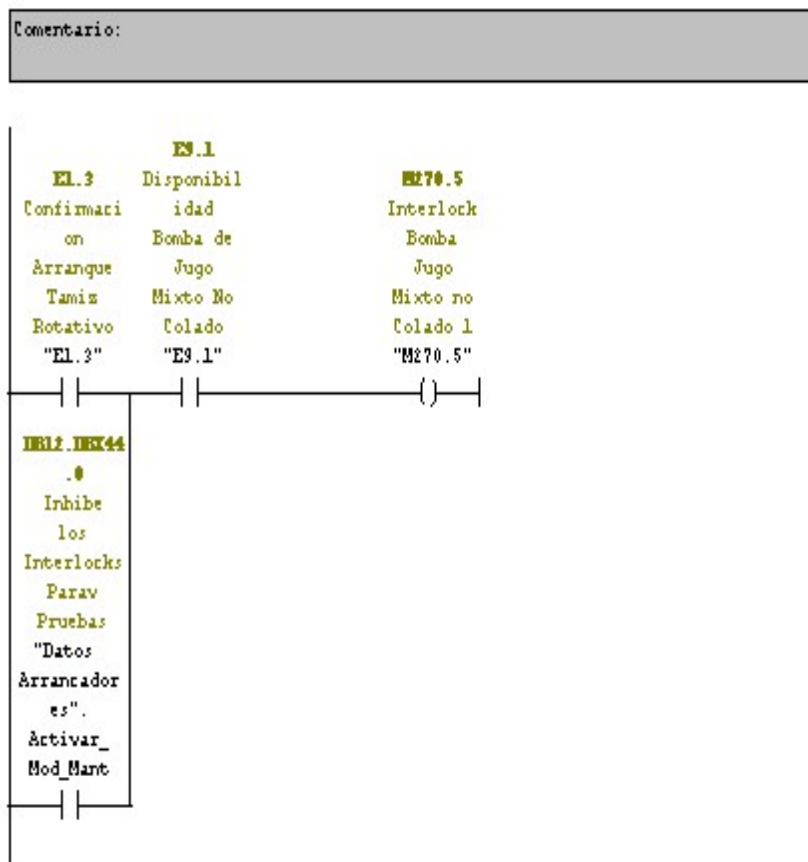 Comentario:
E1.3
Confirmaci
on
Arranque
Tamiz
Rotativo
"E1.3"
E9.1
Disponibil
idad
Bomba de
Jugo
Mixto No
Colado
"E9.1"
M270.5
Interlock
Bomba
Jugo
Mixto no
Colado 1
"M270.5"
DB12.DBX44
.0
Inhibe
los
Interlocks
Parav
Pruebas
"Datos
Arrancador
es".
Activar_
Mod_Mant